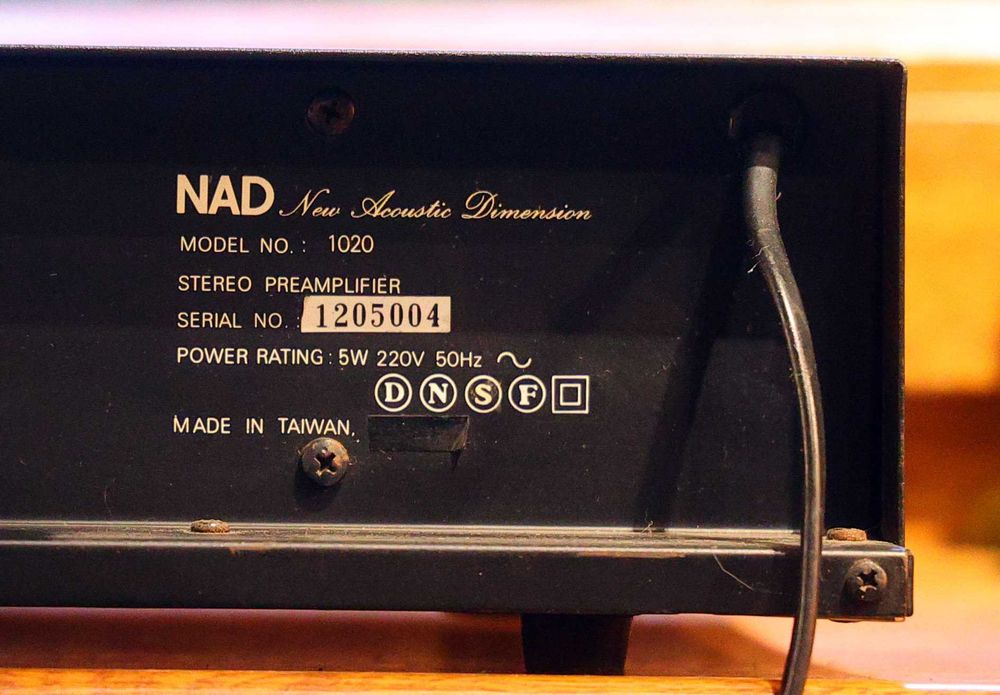 NAD New Acoustic Dimension
MODEL NO.: 1020
STEREO PREAMPLIFIER
SERIAL NO.: 1205004
POWER RATING: 5W 220V 50Hz
D N S F
MADE IN TAIWAN.